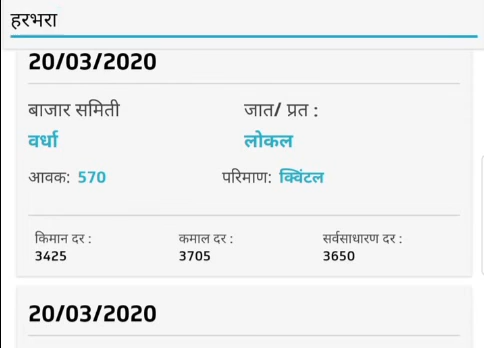 हरभरा
20/03/2020
बाजार समिती जात/ प्रत :
वर्धा लोकल
आवक: 570 परिमाण: क्विंटल
किमान दर : कमाल दर : सर्वसाधारण दर :
3425 3705 3650
20/03/2020